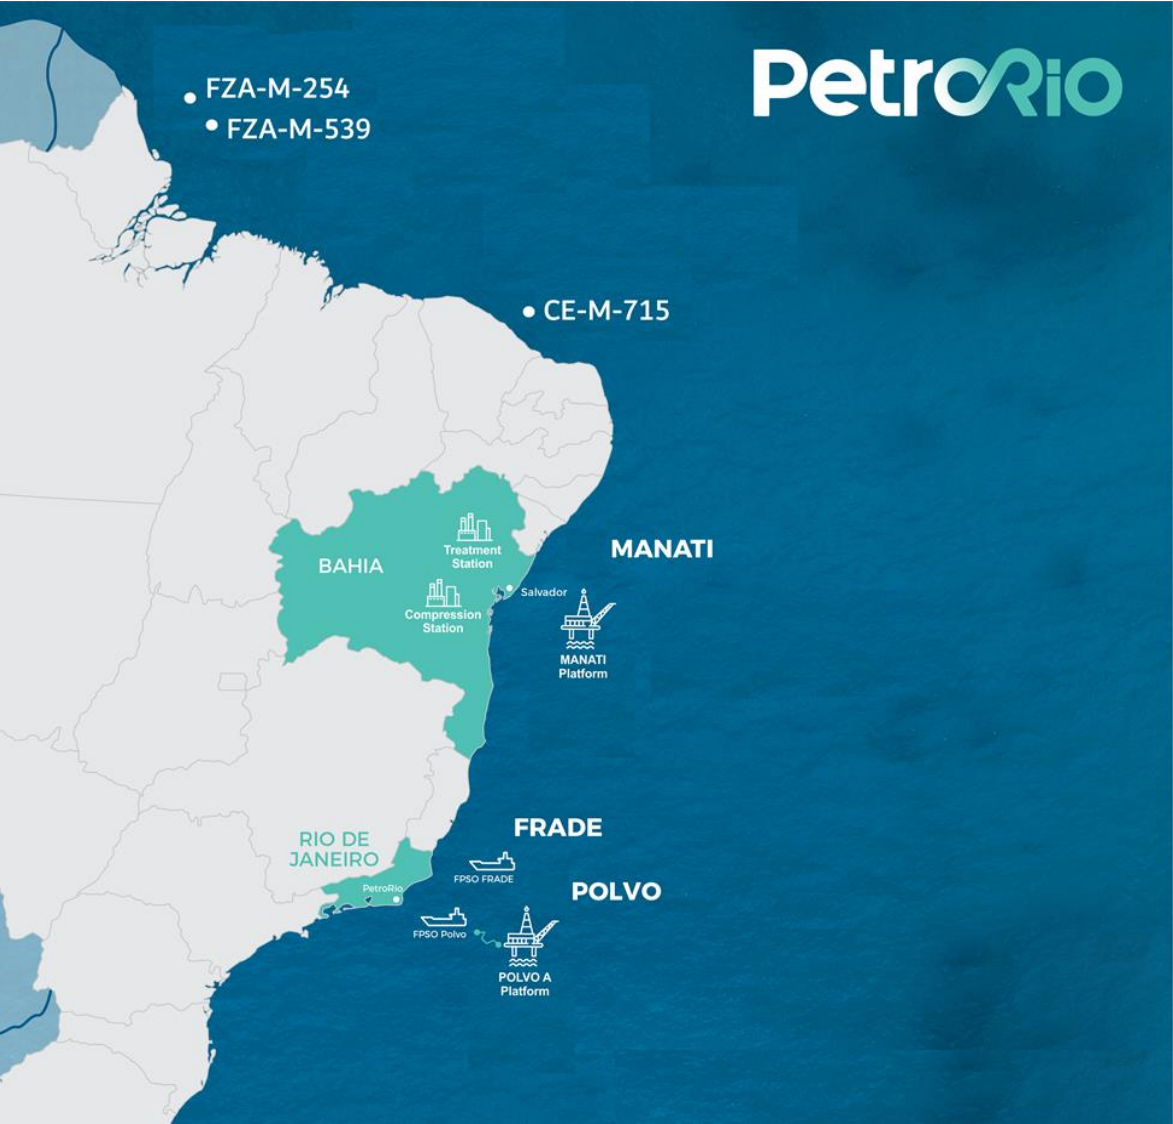 PetroRio
FZA-M-254
FZA-M-539
CE-M-715
MANATI
Treatment
Station
BAHIA
Compression
Station
Salvador
MANATI
Platform
FRADE
RIO DE
JANEIRO
FPSO FRADE
PetroRio
POLVO
FPSO Polvo
POLVO A
Platform